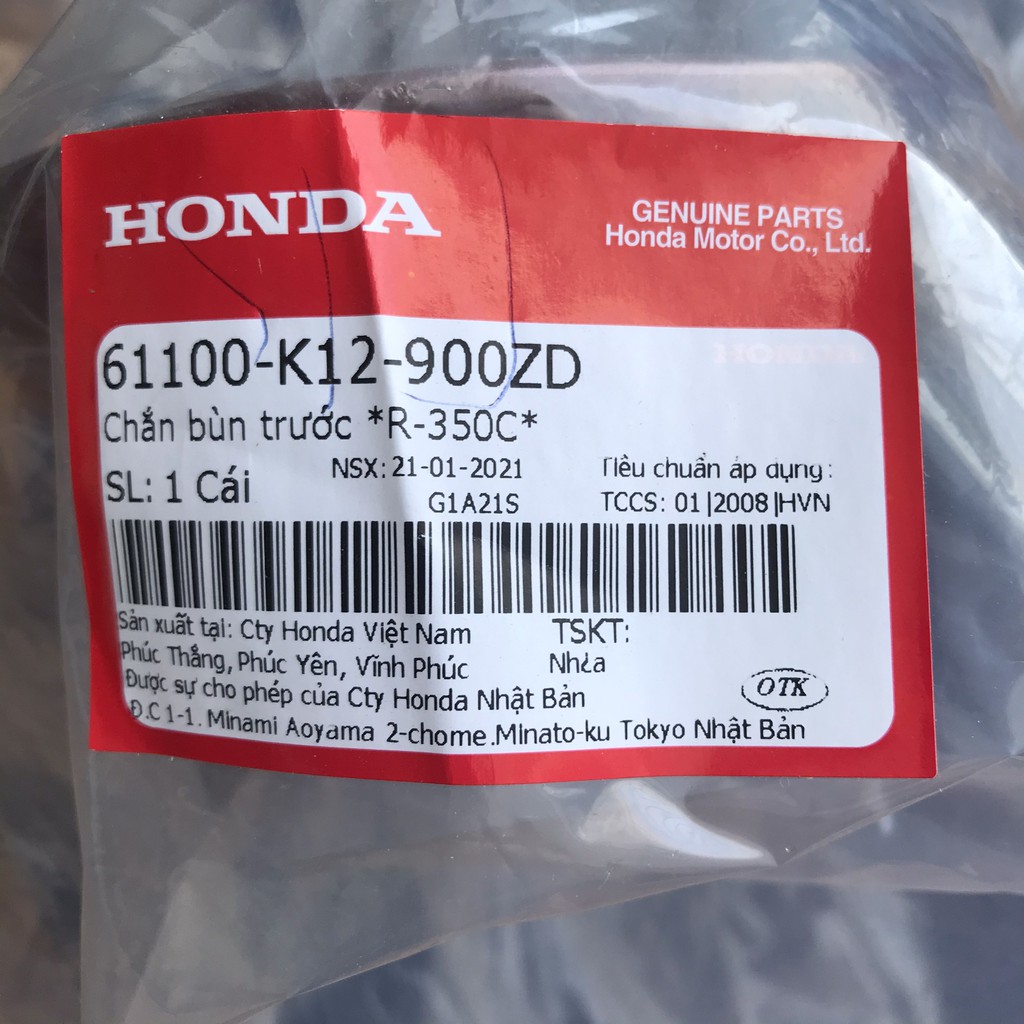 HONDA
GENUINE PARTS
Honda Motor Co., Ltd.
61100-K12-900ZD
Chắn bùn trước *R-350C*
SL: 1 Cái
NSX: 21-01-2021
G1A21S
Tiêu chuẩn áp dụng:
TCCS: 01|2008|HVN
Sản xuất tại: Cty Honda Việt Nam
Phúc Thắng, Phúc Yên, Vĩnh Phúc
Được sự cho phép của Cty Honda Nhật Bản
Đ.C 1-1. Minami Aoyama 2-chome.Minato-ku Tokyo Nhật Bản
TSKT:
Nhựa
OTK